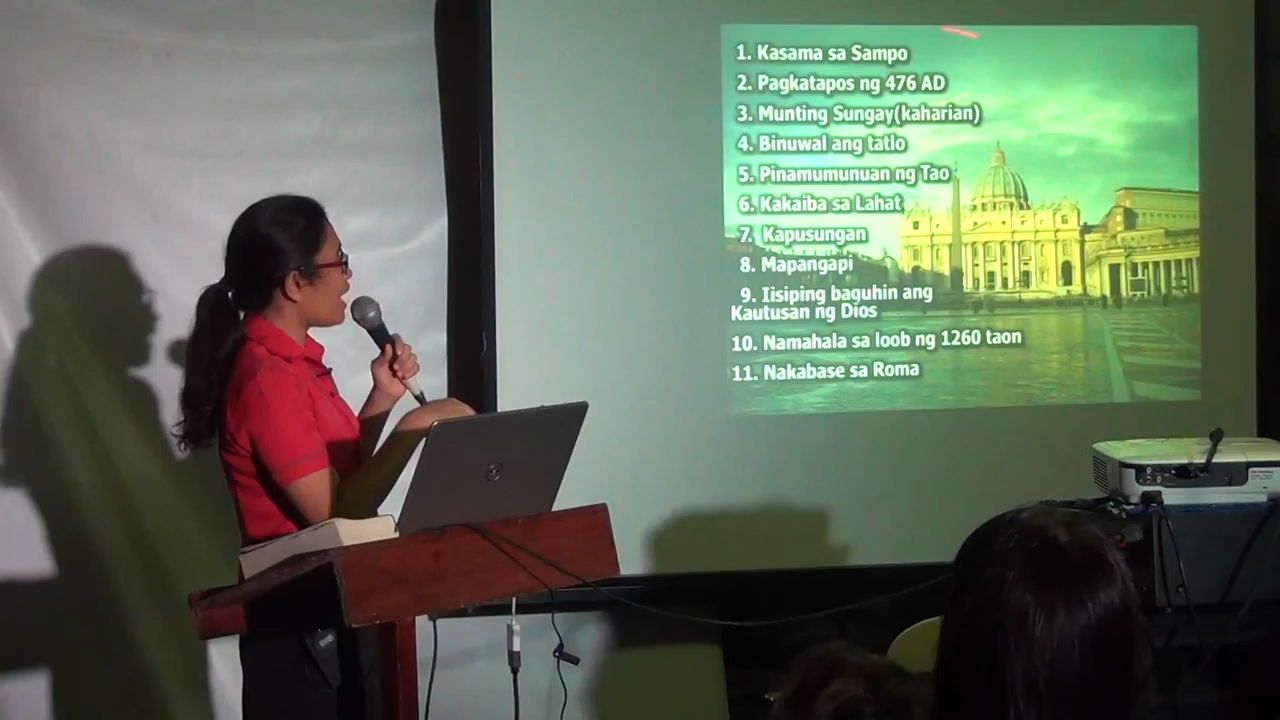 1. Kasama sa Sampo
2. Pagkatapos ng 476 AD
3. Munting Sungay(kaharian)
4. Binuwal ang tatlo
5. Pinamumunuan ng Tao
6. Kakaiba sa Lahat
7. Kapusungan
8. Mapangapi
9. Iisiping baguhin ang
Kautusan ng Dios
10. Namahala sa loob ng 1260 taon
11. Nakabase sa Roma